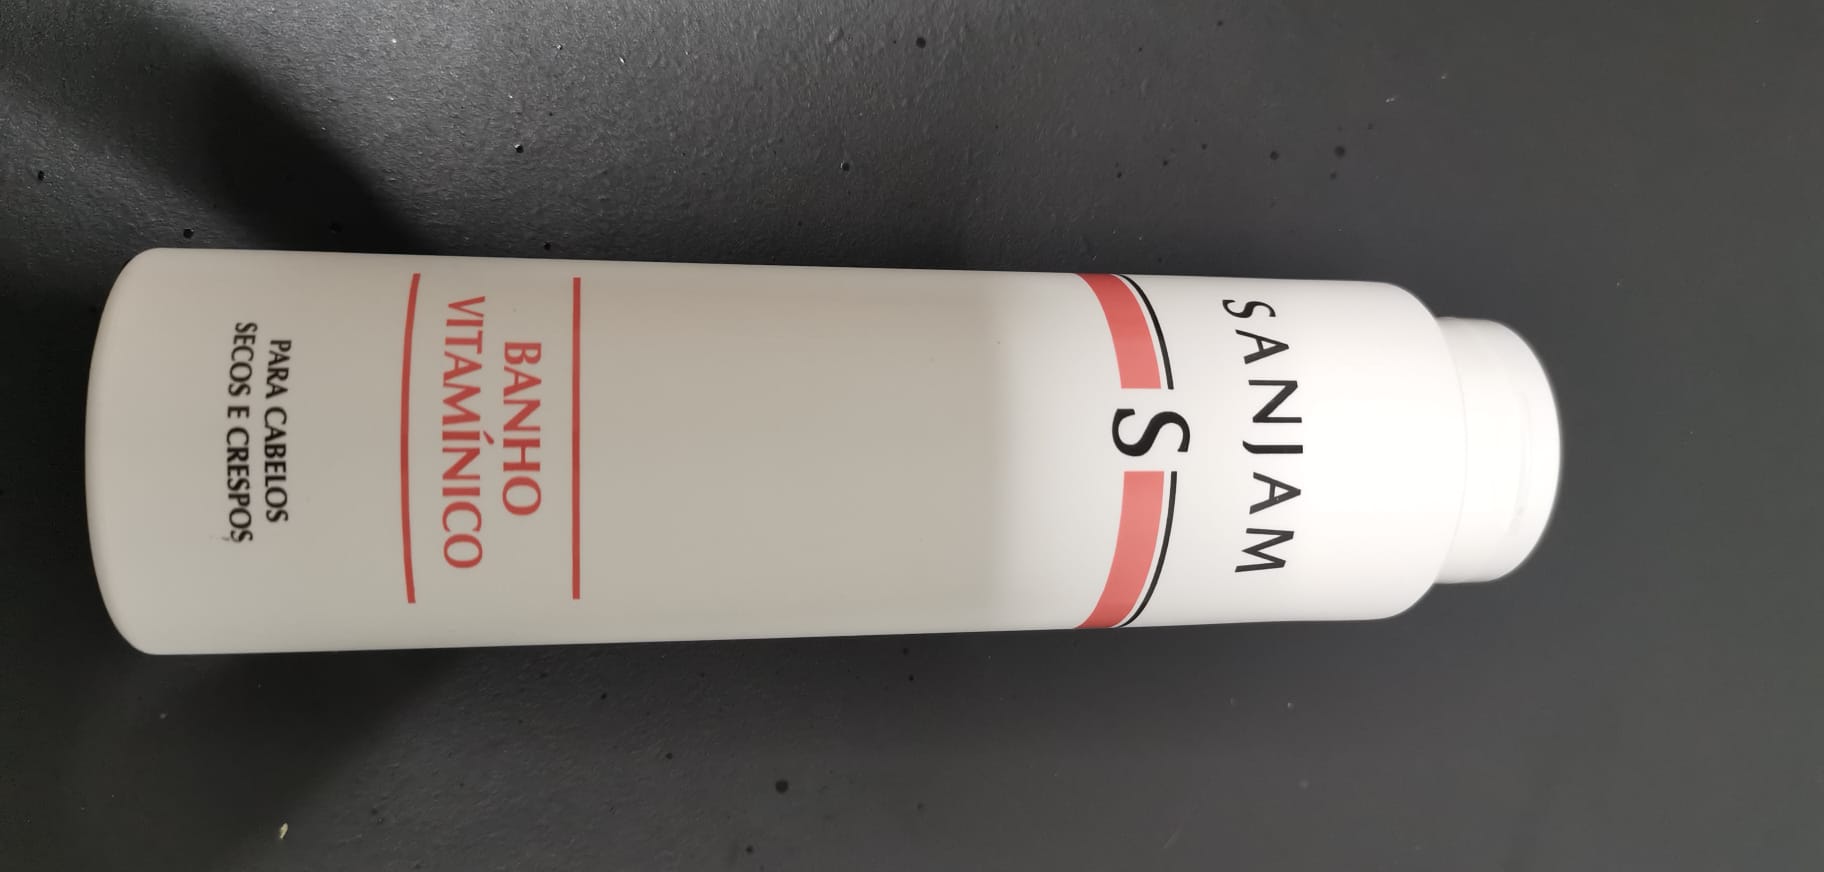 SANJAM
S
BANHO
VITAMÍNICO
PARA CABELOS
SECOS E CRESPOS